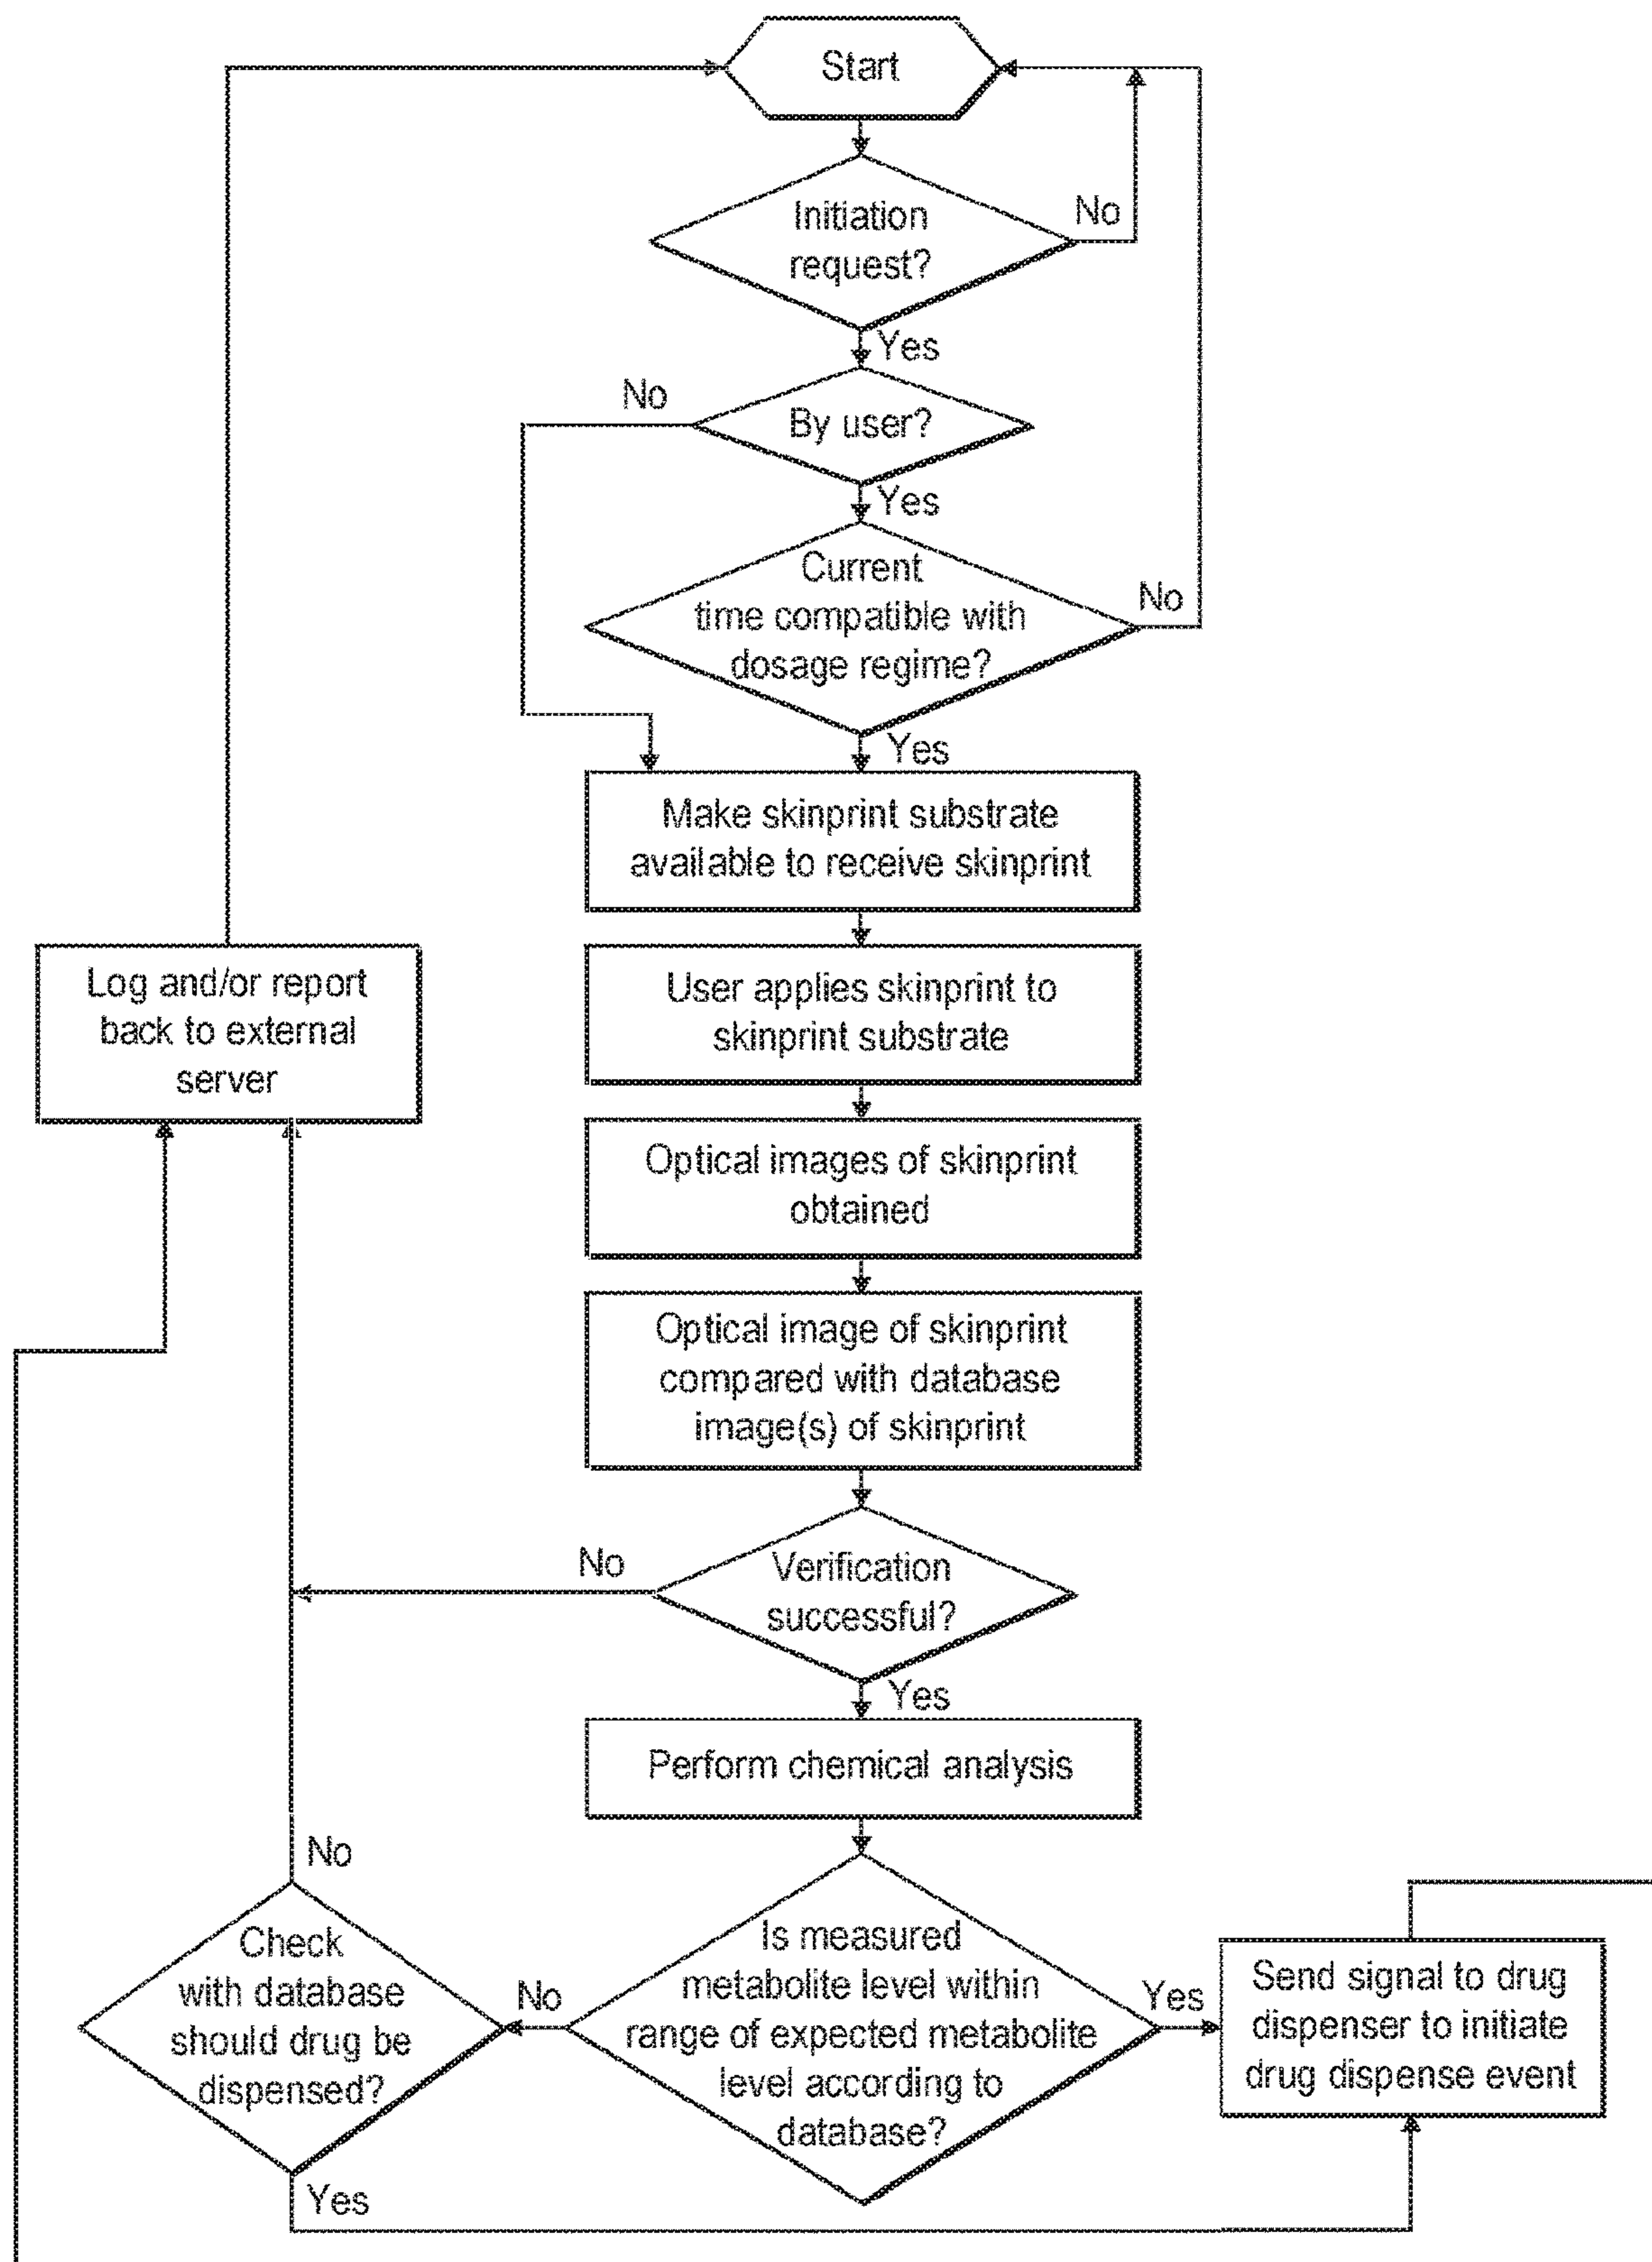 Start
Initiation
request?
No
Yes
No
By user?
Yes
Current
time compatible with
dosage regime?
No
Yes
Make skinprint substrate
available to receive skinprint
Log and/or report
back to external
server
User applies skinprint to
skinprint substrate
Optical images of skinprint
obtained
Optical image of skinprint
compared with database
image(s) of skinprint
No
Verification
successful?
Yes
Perform chemical analysis
No
Check
with database
should drug be
dispensed?
No
Is measured
metabolite level within
range of expected metabolite
level according to
database?
Yes
Send signal to drug
dispenser to initiate
drug dispense event
Yes